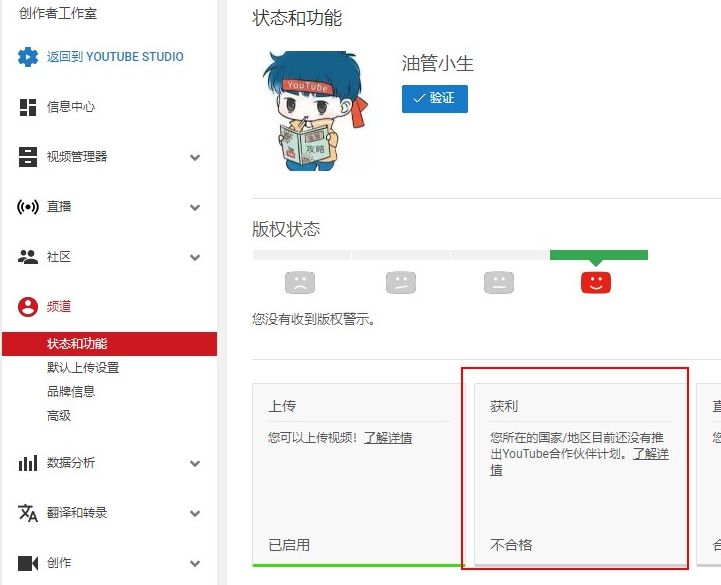 创作者工作室
返回到 YOUTUBE STUDIO
信息中心
视频管理器
直播
社区
频道
状态和功能
默认上传设置
品牌信息
高级
数据分析
翻译和转录
创作
状态和功能
YouTube
攻略
油管小生
验证
版权状态
您没有收到版权警示。
上传
您可以上传视频！了解详情
已启用
获利
您所在的国家/地区目前还没有推
出YouTube合作伙伴计划。了解详
情
不合格